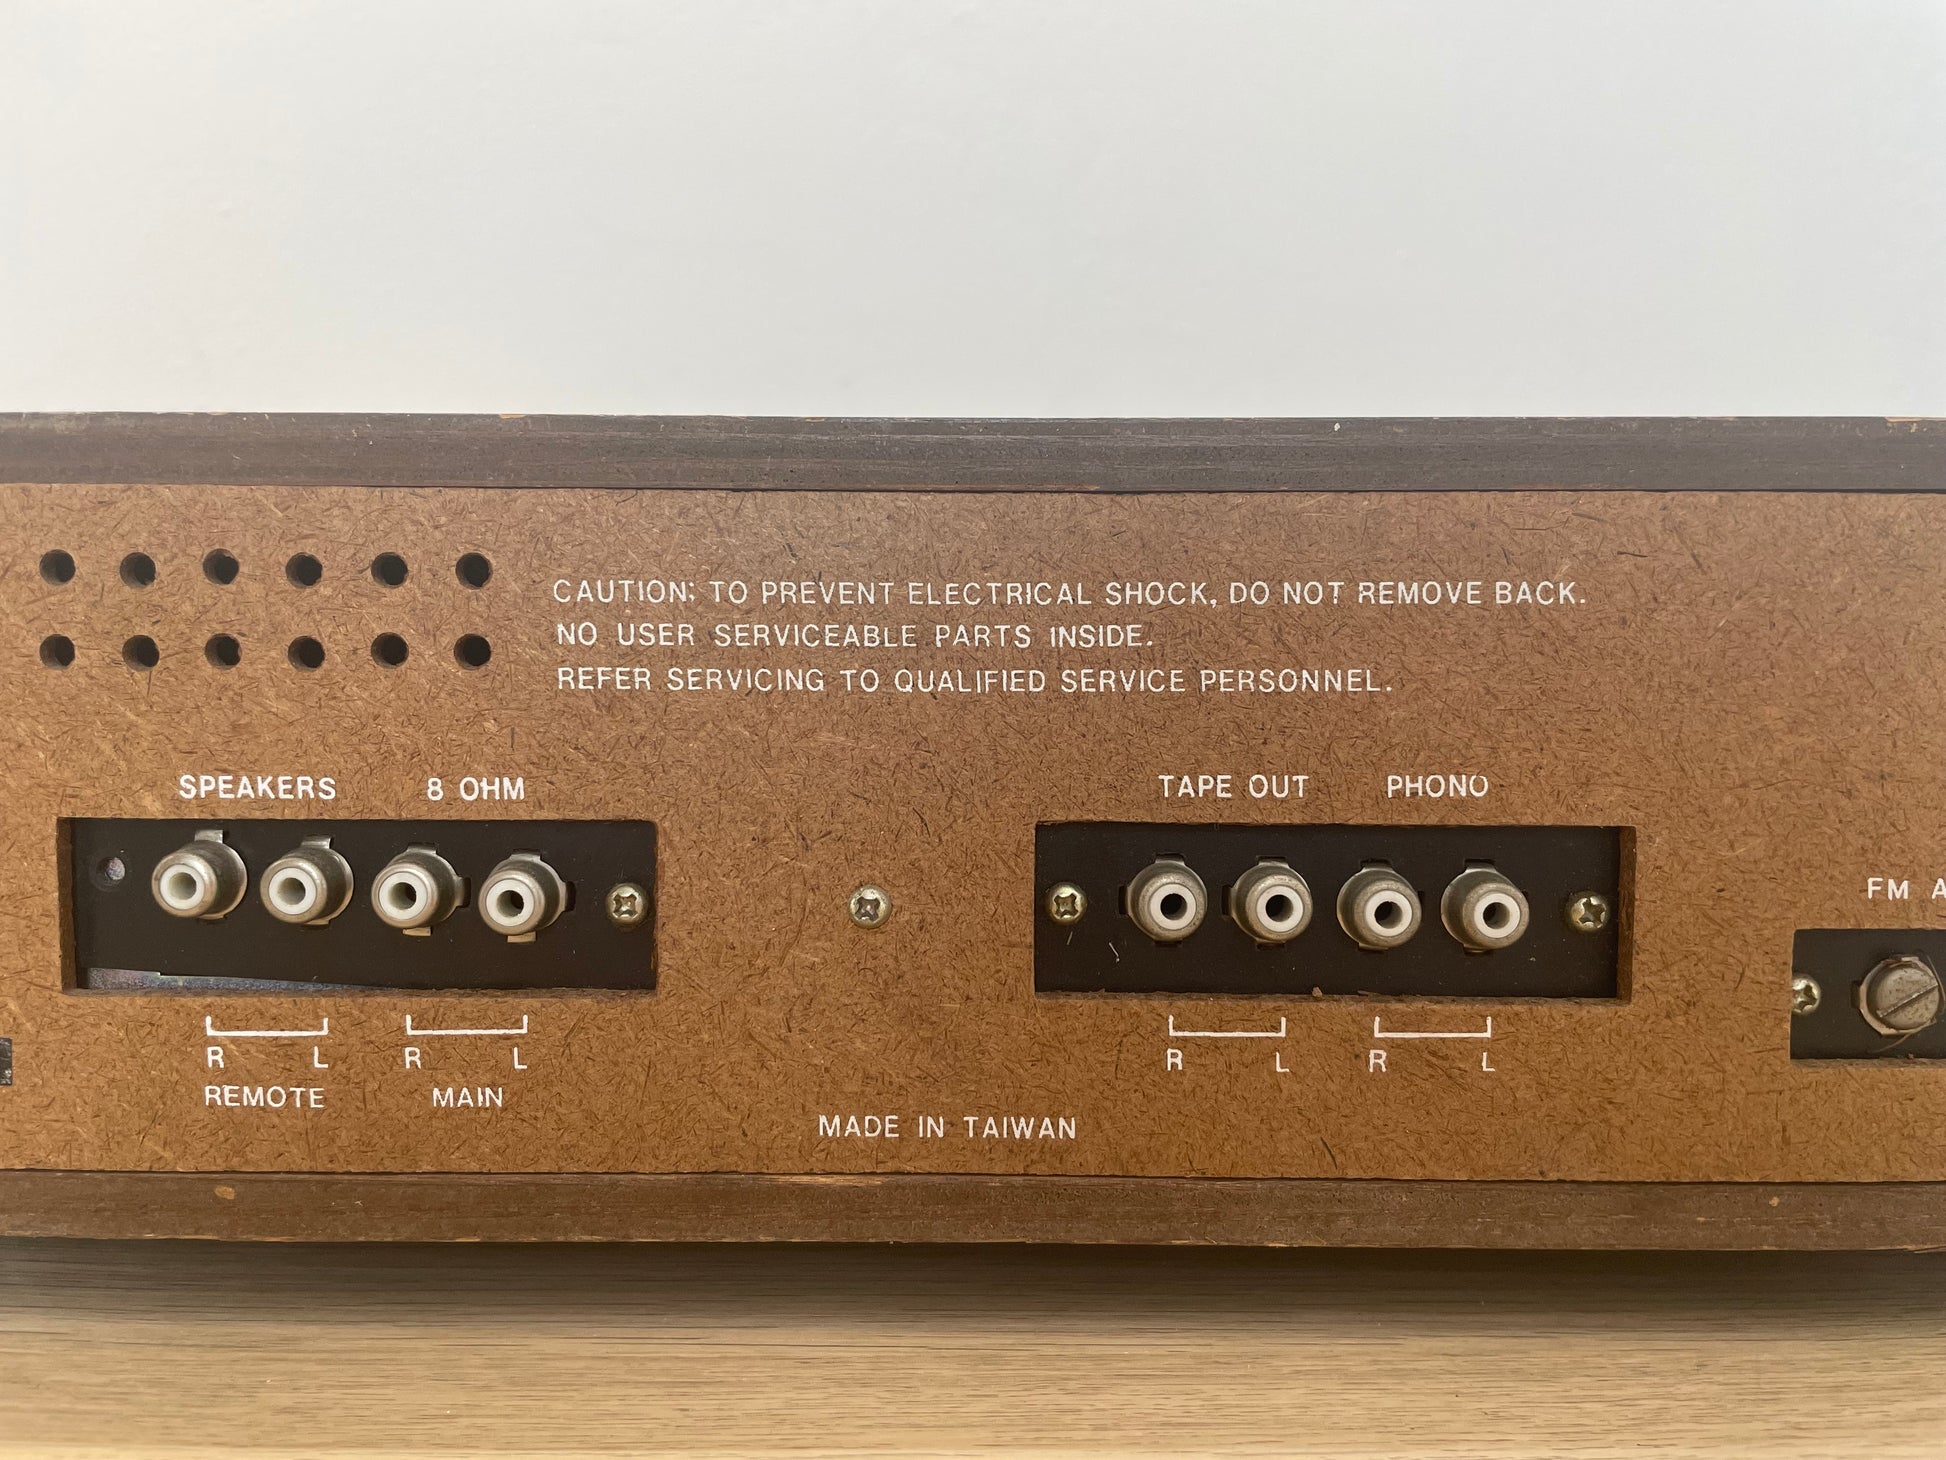 CAUTION: TO PREVENT ELECTRICAL SHOCK, DO NOT REMOVE BACK.
NO USER SERVICEABLE PARTS INSIDE.
REFER SERVICING TO QUALIFIED SERVICE PERSONNEL.
SPEAKERS 8 OHM
TAPE OUT PHONO
FM A
R L R L
R L R L
REMOTE MAIN
MADE IN TAIWAN